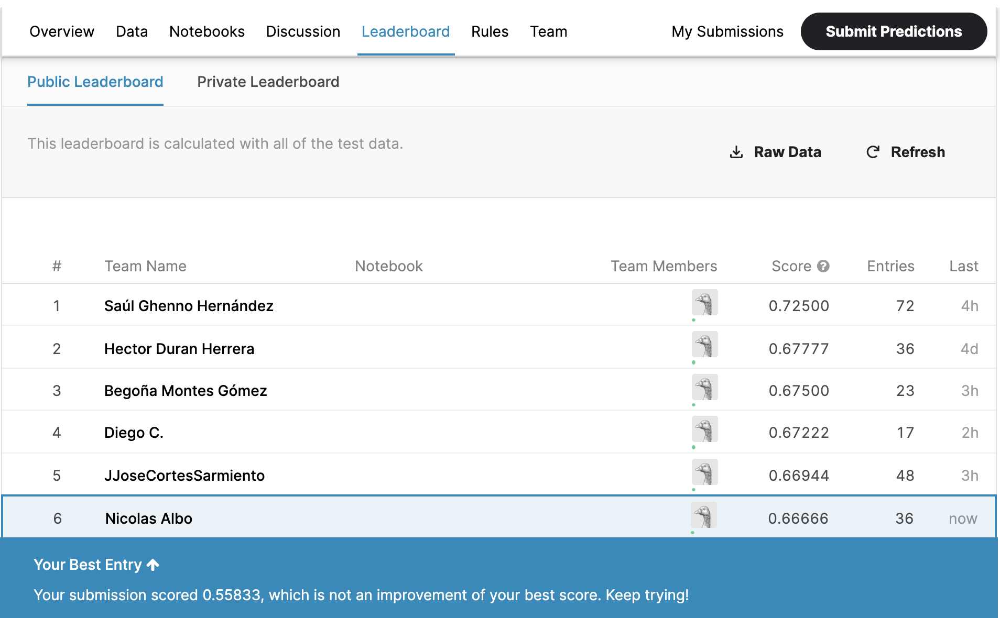 Overview Data Notebooks Discussion Leaderboard Rules Team My Submissions Submit Predictions
Public Leaderboard Private Leaderboard
This leaderboard is calculated with all of the test data.
Raw Data Refresh
# Team Name Notebook Team Members Score ? Entries Last
1 Saúl Ghenno Hernández 0.72500 72 4h
2 Hector Duran Herrera 0.67777 36 4d
3 Begoña Montes Gómez 0.67500 23 3h
4 Diego C. 0.67222 17 2h
5 JJoseCortesSarmiento 0.66944 48 3h
6 Nicolas Albo 0.66666 36 now
Your Best Entry
Your submission scored 0.55833, which is not an improvement of your best score. Keep trying!